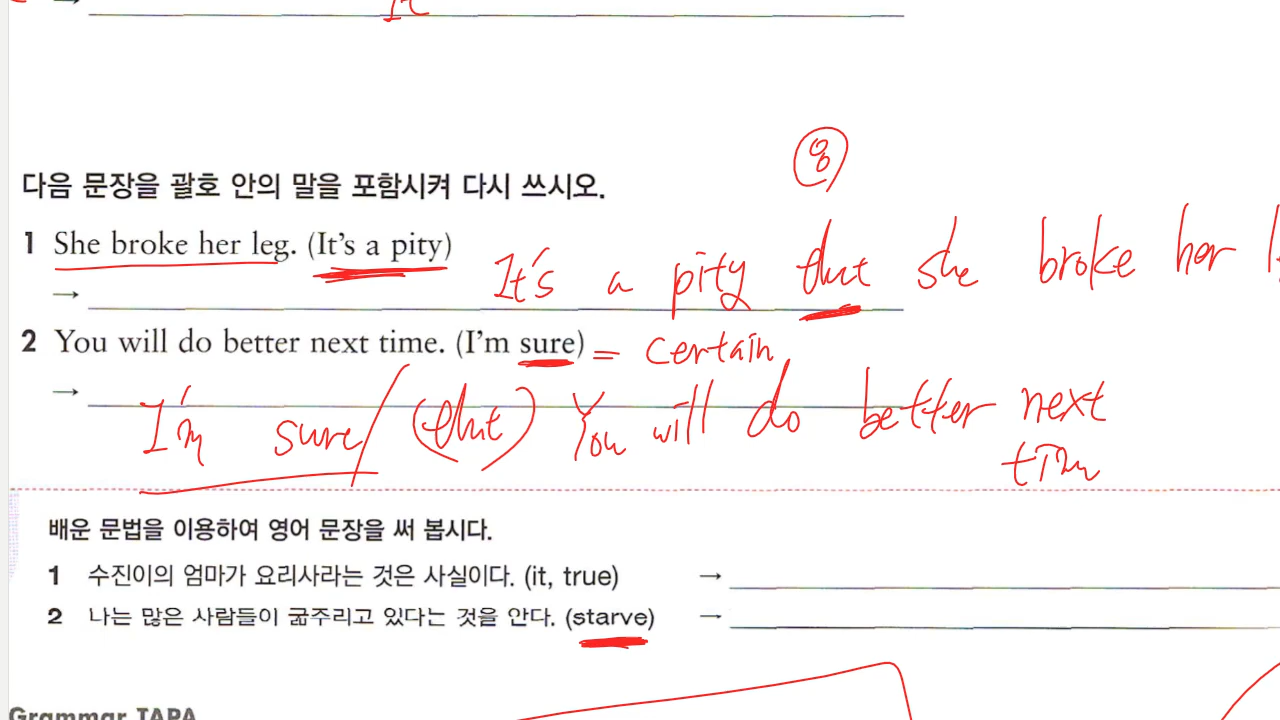 → It
8
다음 문장을 괄호 안의 말을 포함시켜 다시 쓰시오.
1 She broke her leg. (It's a pity)
→ It's a pity that she broke her
2 You will do better next time. (I'm sure) = certain
→ I'm sure / (that) You will do better next
배운 문법을 이용하여 영어 문장을 써 봅시다.
1 수진이의 엄마가 요리사라는 것은 사실이다. (it, true) →
2 나는 많은 사람들이 굶주리고 있다는 것을 안다. (starve) →
Grammar TAPA